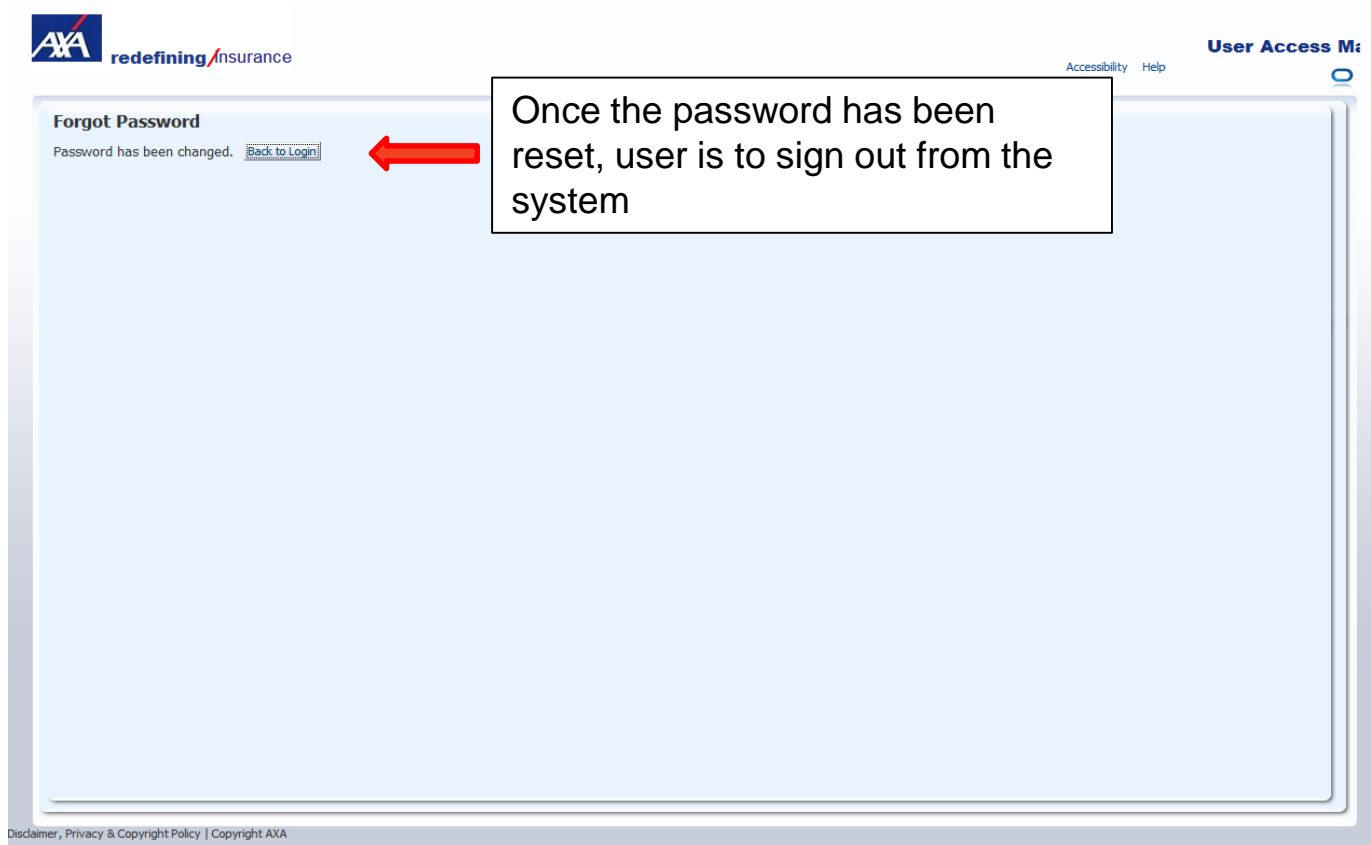 AXA
redefining/insurance
User Access Ma
Accessibility Help
Forgot Password
Password has been changed. Back to Login
Once the password has been
reset, user is to sign out from the
system
Disclaimer, Privacy & Copyright Policy | Copyright AXA